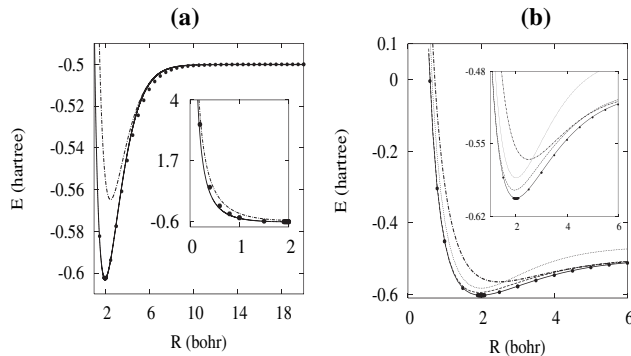 (a)
-0.5
-0.52
-0.54
-0.56
-0.58
-0.6
E (hartree)
2 6 10 14 18
R (bohr)
4
1.7
-0.6
0 1 2
(b)
0.1
0
-0.2
-0.4
-0.6
E (hartree)
0 2 4 6
R (bohr)
-0.48
-0.55
-0.62
2 4 6